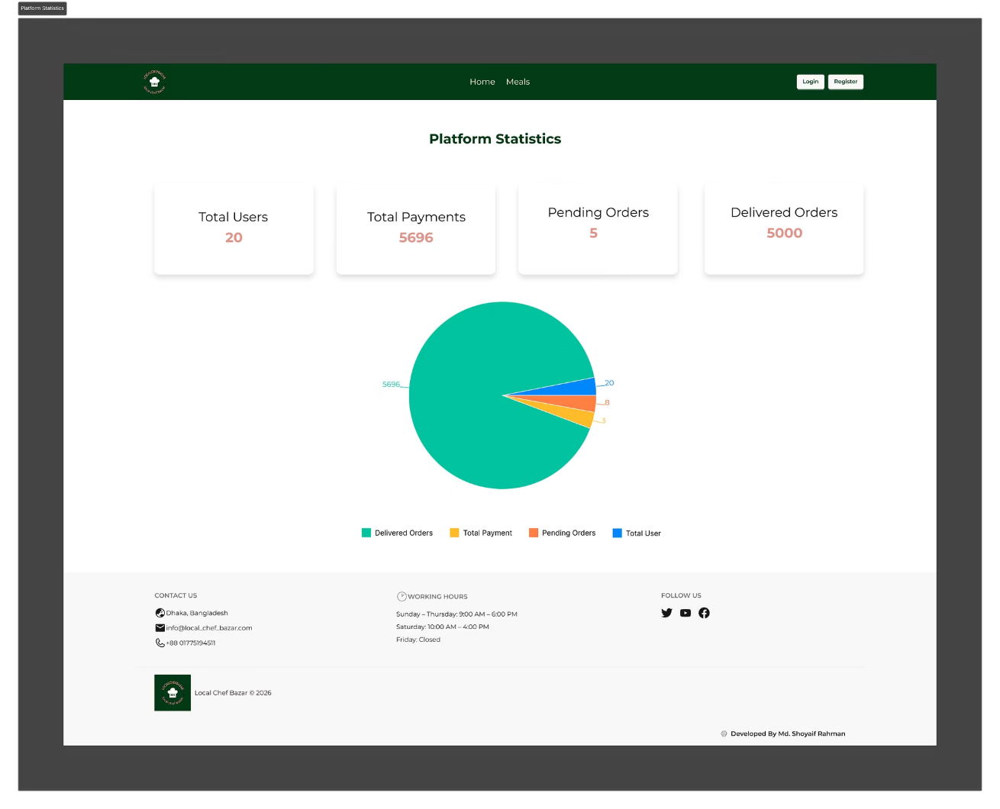 Platform Statistics
Home Meals
Login Register
Platform Statistics
Total Users
20
Total Payments
5696
Pending Orders
5
Delivered Orders
5000
5696
20
8
3
Delivered Orders Total Payment Pending Orders Total User
CONTACT US
Dhaka, Bangladesh
info@local_chef_bazar.com
+88 01775194511
WORKING HOURS
Sunday – Thursday: 9:00 AM – 6:00 PM
Saturday: 10:00 AM – 4:00 PM
Friday: Closed
FOLLOW US
Local Chef Bazar © 2026
Developed By Md. Shoyaif Rahman